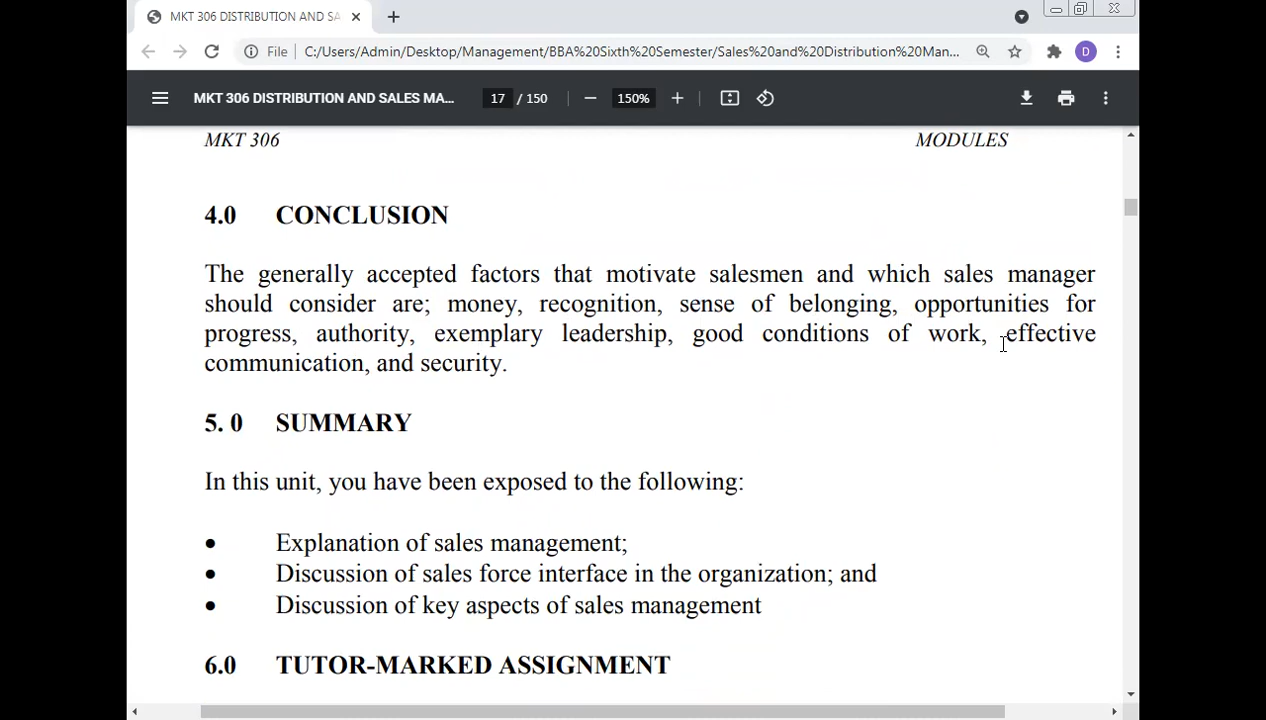 MKT 306 DISTRIBUTION AND SA
File C:/Users/Admin/Desktop/Management/BBA%20Sixth%20Semester/Sales%20and%20Distribution%20Man... D
MKT 306 DISTRIBUTION AND SALES MA... 17 / 150 150%
MKT 306 MODULES
4.0 CONCLUSION
The generally accepted factors that motivate salesmen and which sales manager
should consider are; money, recognition, sense of belonging, opportunities for
progress, authority, exemplary leadership, good conditions of work, effective
communication, and security.
5. 0 SUMMARY
In this unit, you have been exposed to the following:
• Explanation of sales management;
• Discussion of sales force interface in the organization; and
• Discussion of key aspects of sales management
6.0 TUTOR-MARKED ASSIGNMENT